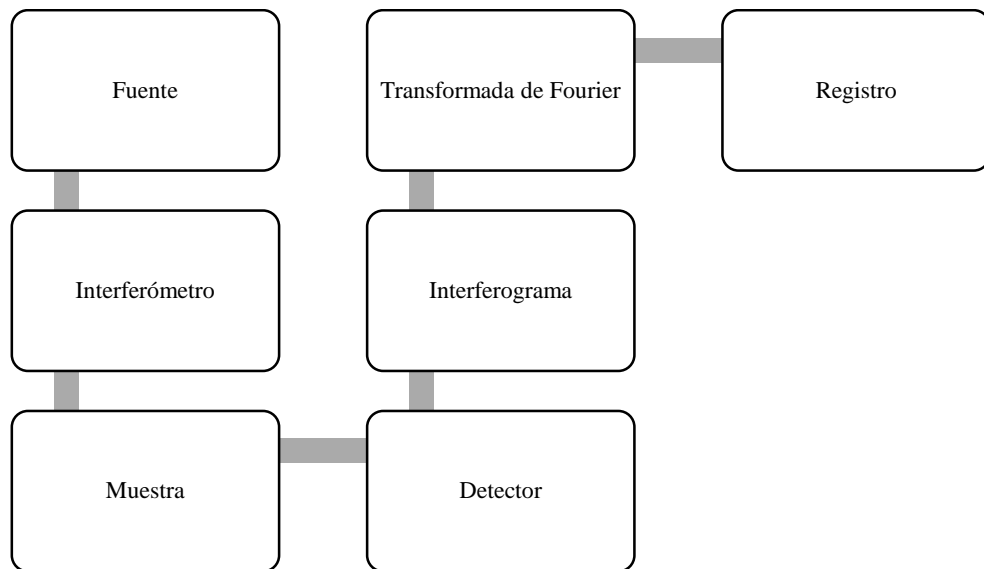 Fuente
Interferómetro
Muestra
Detector
Interferograma
Transformada de Fourier
Registro